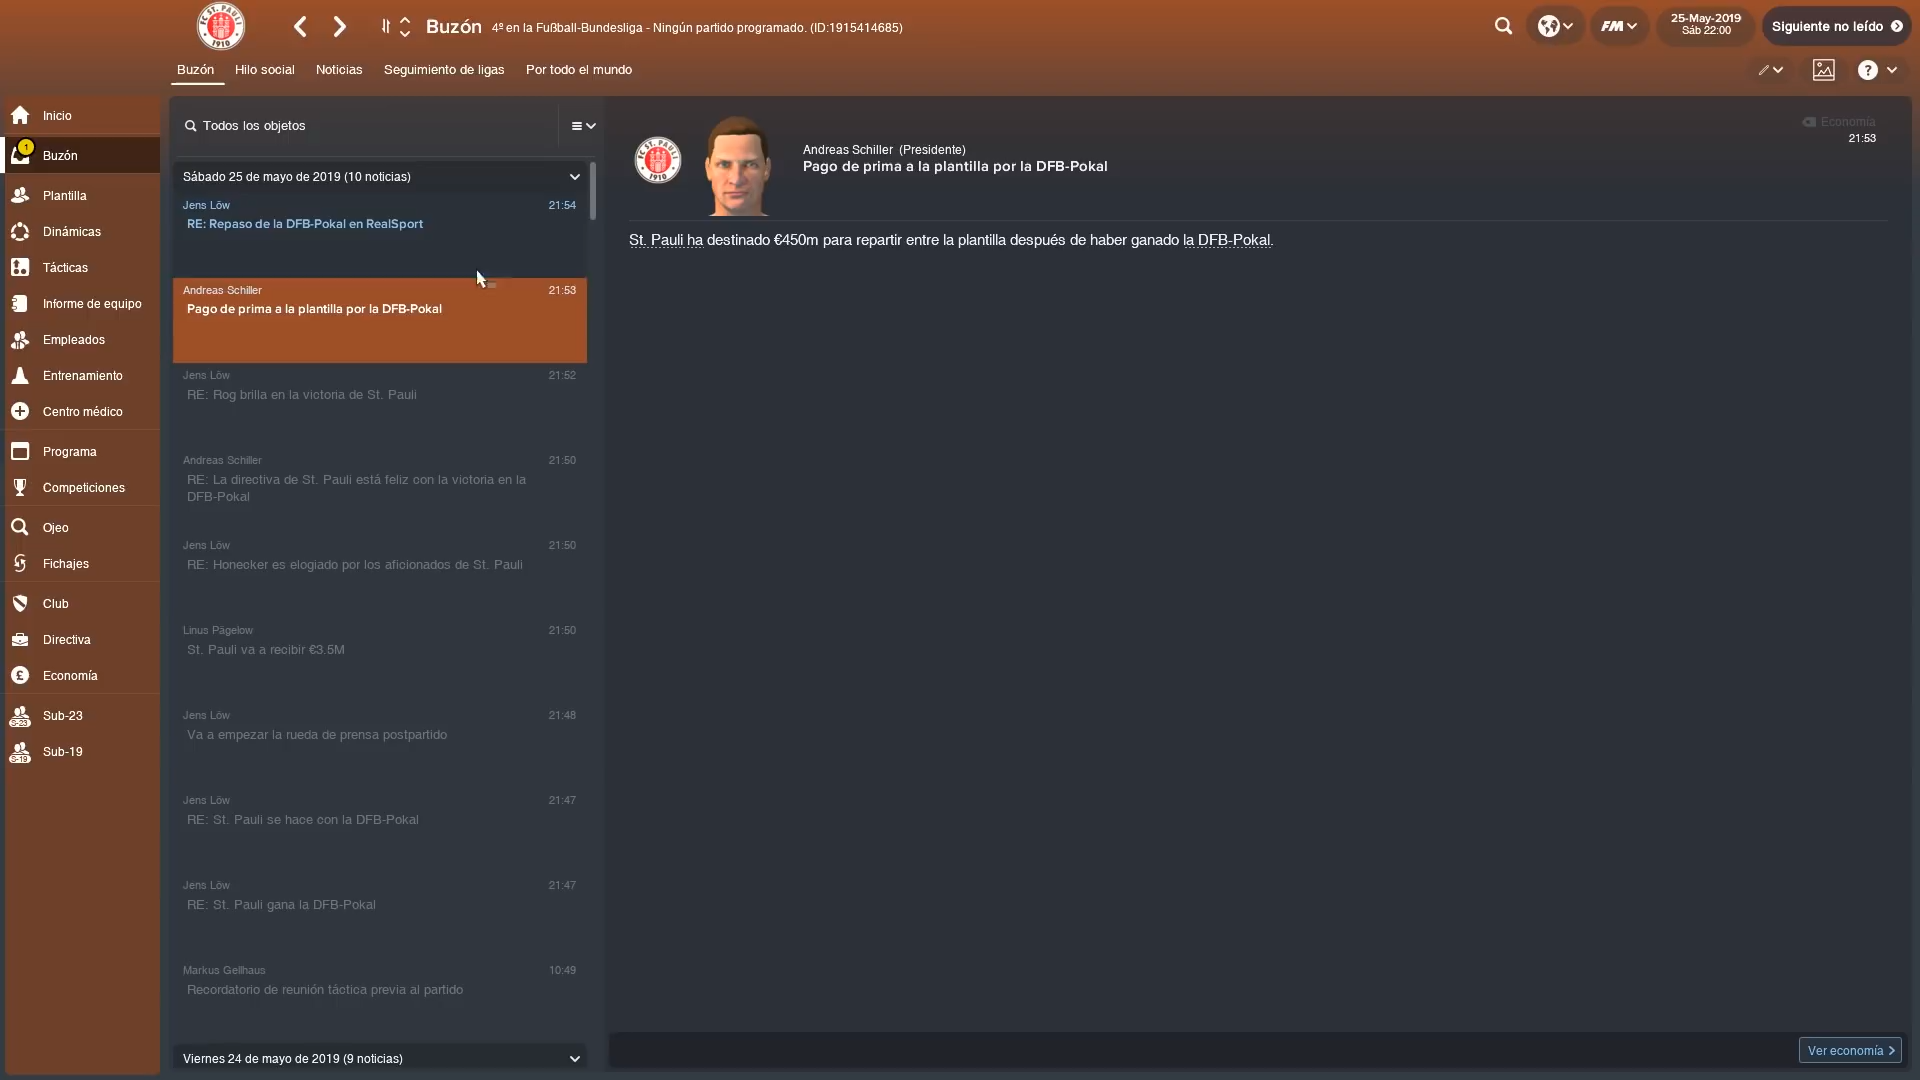 FC ST. PAULI
1910
Buzón
4º en la Fußball-Bundesliga - Ningún partido programado. (ID:1915414685)
FM
25-May-2019
Sáb 22:00
Siguiente no leído
Buzón
Hilo social
Noticias
Seguimiento de ligas
Por todo el mundo
?
Inicio
1
Buzón
Plantilla
Dinámicas
Tácticas
Informe de equipo
Empleados
Entrenamiento
Centro médico
Programa
Competiciones
Ojeo
Fichajes
Club
Directiva
£
Economía
S-23
Sub-23
S-19
Sub-19
Todos los objetos
Sábado 25 de mayo de 2019 (10 noticias)
Jens Löw
21:54
RE: Repaso de la DFB-Pokal en RealSport
Andreas Schiller
21:53
Pago de prima a la plantilla por la DFB-Pokal
Jens Löw
21:52
RE: Rog brilla en la victoria de St. Pauli
Andreas Schiller
21:50
RE: La directiva de St. Pauli está feliz con la victoria en la
DFB-Pokal
Jens Löw
21:50
RE: Honecker es elogiado por los aficionados de St. Pauli
Linus Pägelow
21:50
St. Pauli va a recibir €3.5M
Jens Löw
21:48
Va a empezar la rueda de prensa postpartido
Jens Löw
21:47
RE: St. Pauli se hace con la DFB-Pokal
Jens Löw
21:47
RE: St. Pauli gana la DFB-Pokal
Markus Gellhaus
10:49
Recordatorio de reunión táctica previa al partido
Viernes 24 de mayo de 2019 (9 noticias)
FC ST. PAULI
1910
Andreas Schiller (Presidente)
Pago de prima a la plantilla por la DFB-Pokal
Economía
21:53
St. Pauli ha destinado €450m para repartir entre la plantilla después de haber ganado la DFB-Pokal.
Ver economía